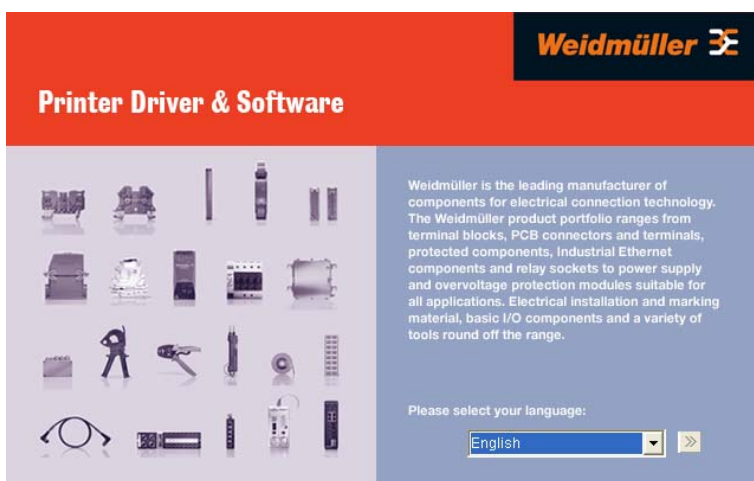 Weidmüller
Printer Driver & Software
Weidmüller is the leading manufacturer of
components for electrical connection technology.
The Weidmüller product portfolio ranges from
terminal blocks, PCB connectors and terminals,
protected components, Industrial Ethernet
components and relay sockets to power supply
and overvoltage protection modules suitable for
all applications. Electrical installation and marking
material, basic I/O components and a variety of
tools round off the range.
Please select your language:
English